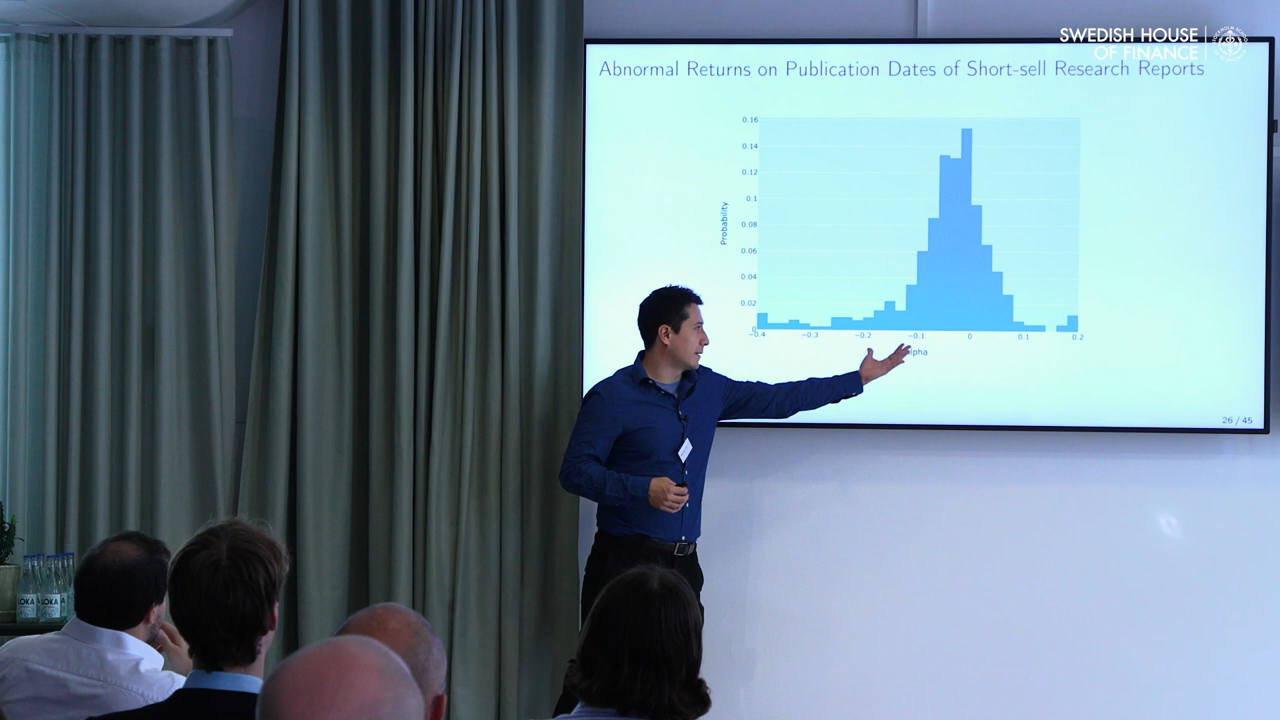 SWEDISH HOUSE
OF FINANCE
Abnormal Returns on Publication Dates of Short-sell Research Reports
0.16
0.14
0.12
0.1
0.08
0.06
0.04
0.02
0
Probability
−0.4 −0.3 −0.2 −0.1 0 0.1 0.2
26 / 45
LOKA
LOKA